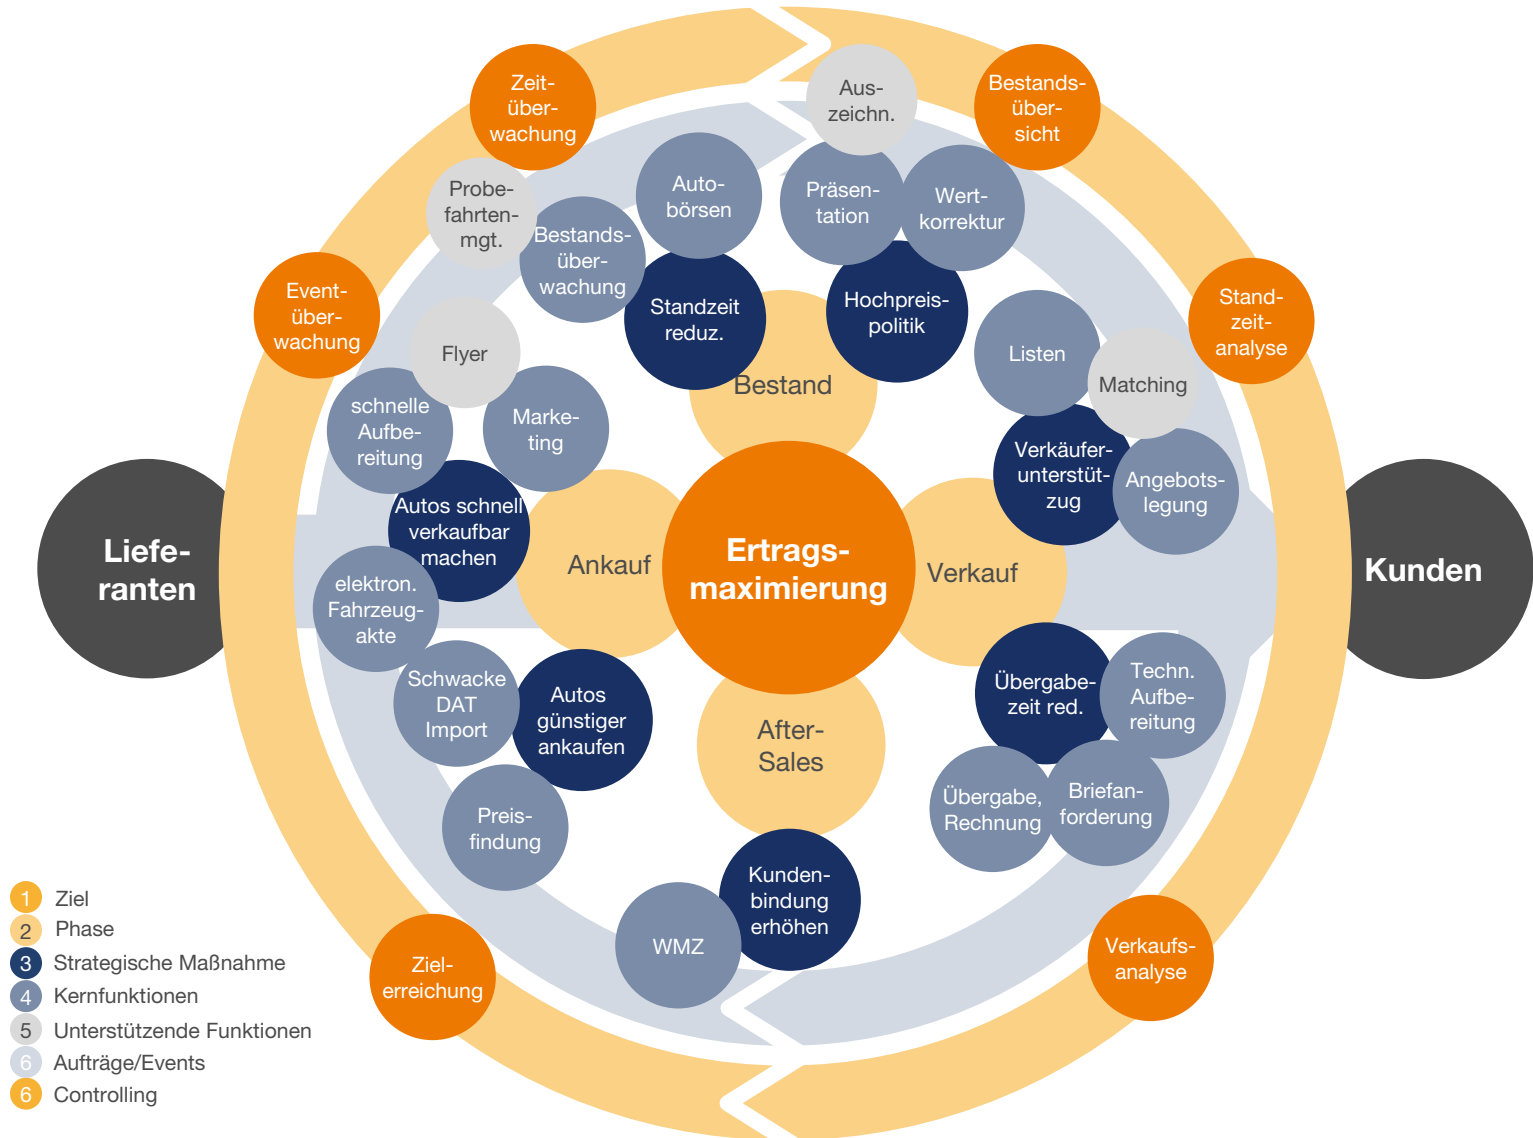 Zeit-
über-
wachung
Aus-
zeichn.
Bestands-
über-
sicht
Probe-
fahrten-
mgt.
Auto-
börsen
Präsen-
tation
Wert-
korrektur
Bestands-
über-
wachung
Event-
über-
wachung
Standzeit
reduz.
Hochpreis-
politik
Stand-
zeit-
analyse
Flyer
Listen
Matching
Bestand
schnelle
Aufbe-
reitung
Marke-
ting
Verkäufer-
unterstüt-
zug
Angebots-
legung
Autos schnell
verkaufbar
machen
Liefe-
ranten
Ankauf
Ertrags-
maximierung
Verkauf
Kunden
elektron.
Fahrzeug-
akte
Schwacke
DAT
Import
Autos
günstiger
ankaufen
After-
Sales
Übergabe-
zeit red.
Techn.
Aufbe-
reitung
Preis-
findung
Übergabe,
Rechnung
Briefan-
forderung
Kunden-
bindung
erhöhen
WMZ
Ziel-
erreichung
Verkaufs-
analyse
1 Ziel
2 Phase
3 Strategische Maßnahme
4 Kernfunktionen
5 Unterstützende Funktionen
6 Aufträge/Events
6 Controlling